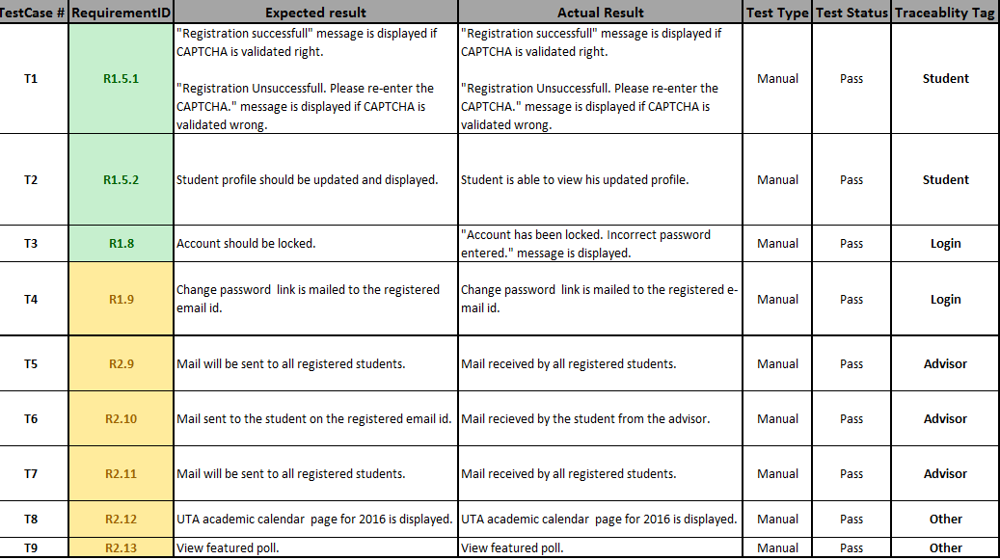 TestCase # RequirementID Expected result Actual Result Test Type Test Status Traceablity Tag
T1 R1.5.1 "Registration successfull" message is displayed if CAPTCHA is validated right. "Registration Unsuccessfull. Please re-enter the CAPTCHA." message is displayed if CAPTCHA is validated wrong. "Registration successfull" message is displayed if CAPTCHA is validated right. "Registration Unsuccessfull. Please re-enter the CAPTCHA." message is displayed if CAPTCHA is validated wrong. Manual Pass Student
T2 R1.5.2 Student profile should be updated and displayed. Student is able to view his updated profile. Manual Pass Student
T3 R1.8 Account should be locked. "Account has been locked. Incorrect password entered." message is displayed. Manual Pass Login
T4 R1.9 Change password  link is mailed to the registered email id. Change password  link is mailed to the registered e-mail id. Manual Pass Login
T5 R2.9 Mail will be sent to all registered students. Mail received by all registered students. Manual Pass Advisor
T6 R2.10 Mail sent to the student on the registered email id. Mail recieved by the student from the advisor. Manual Pass Advisor
T7 R2.11 Mail will be sent to all registered students. Mail received by all registered students. Manual Pass Advisor
T8 R2.12 UTA academic calendar  page for 2016 is displayed. UTA academic calendar  page for 2016 is displayed. Manual Pass Other
T9 R2.13 View featured poll. View featured poll. Manual Pass Other